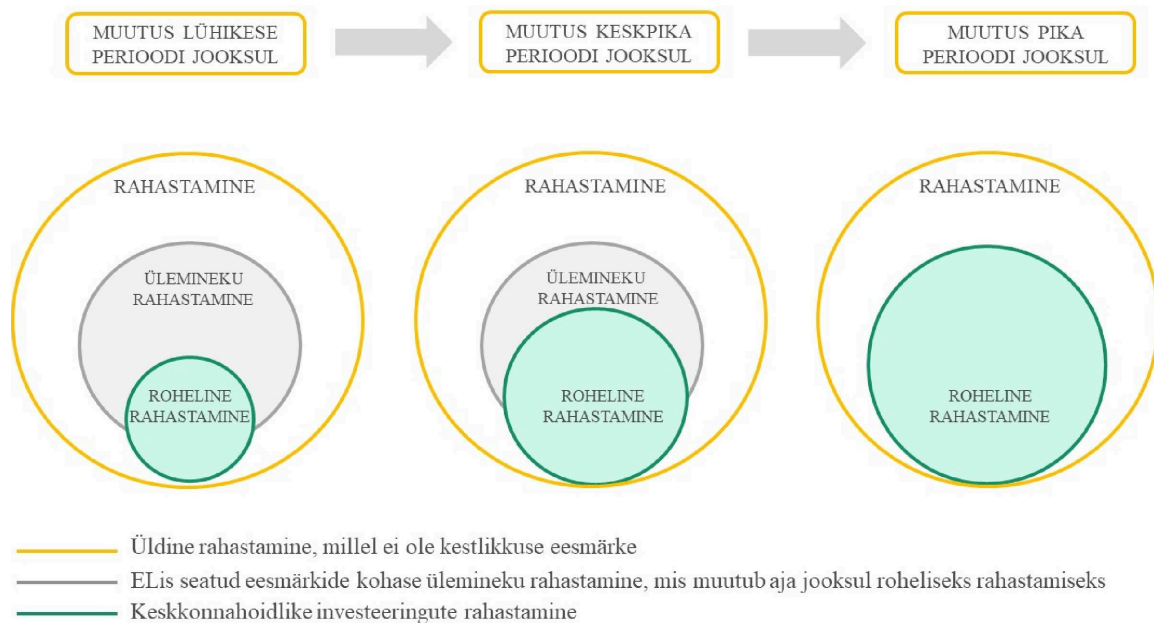 MUUTUS LÜHIKESE
PERIOODI JOOKSUL
MUUTUS KESKPIKA
PERIOODI JOOKSUL
MUUTUS PIKA
PERIOODI JOOKSUL
RAHASTAMINE
ÜLEMINEKU
RAHASTAMINE
ROHELINE
RAHASTAMINE
RAHASTAMINE
ÜLEMINEKU
RAHASTAMINE
ROHELINE
RAHASTAMINE
RAHASTAMINE
ROHELINE
RAHASTAMINE
Üldine rahastamine, millel ei ole kestlikkuse eesmärke
ELis seatud eesmärkide kohase ülemineku rahastamine, mis muutub aja jooksul roheliseks rahastamiseks
Keskkonnahoidlike investeeringute rahastamine